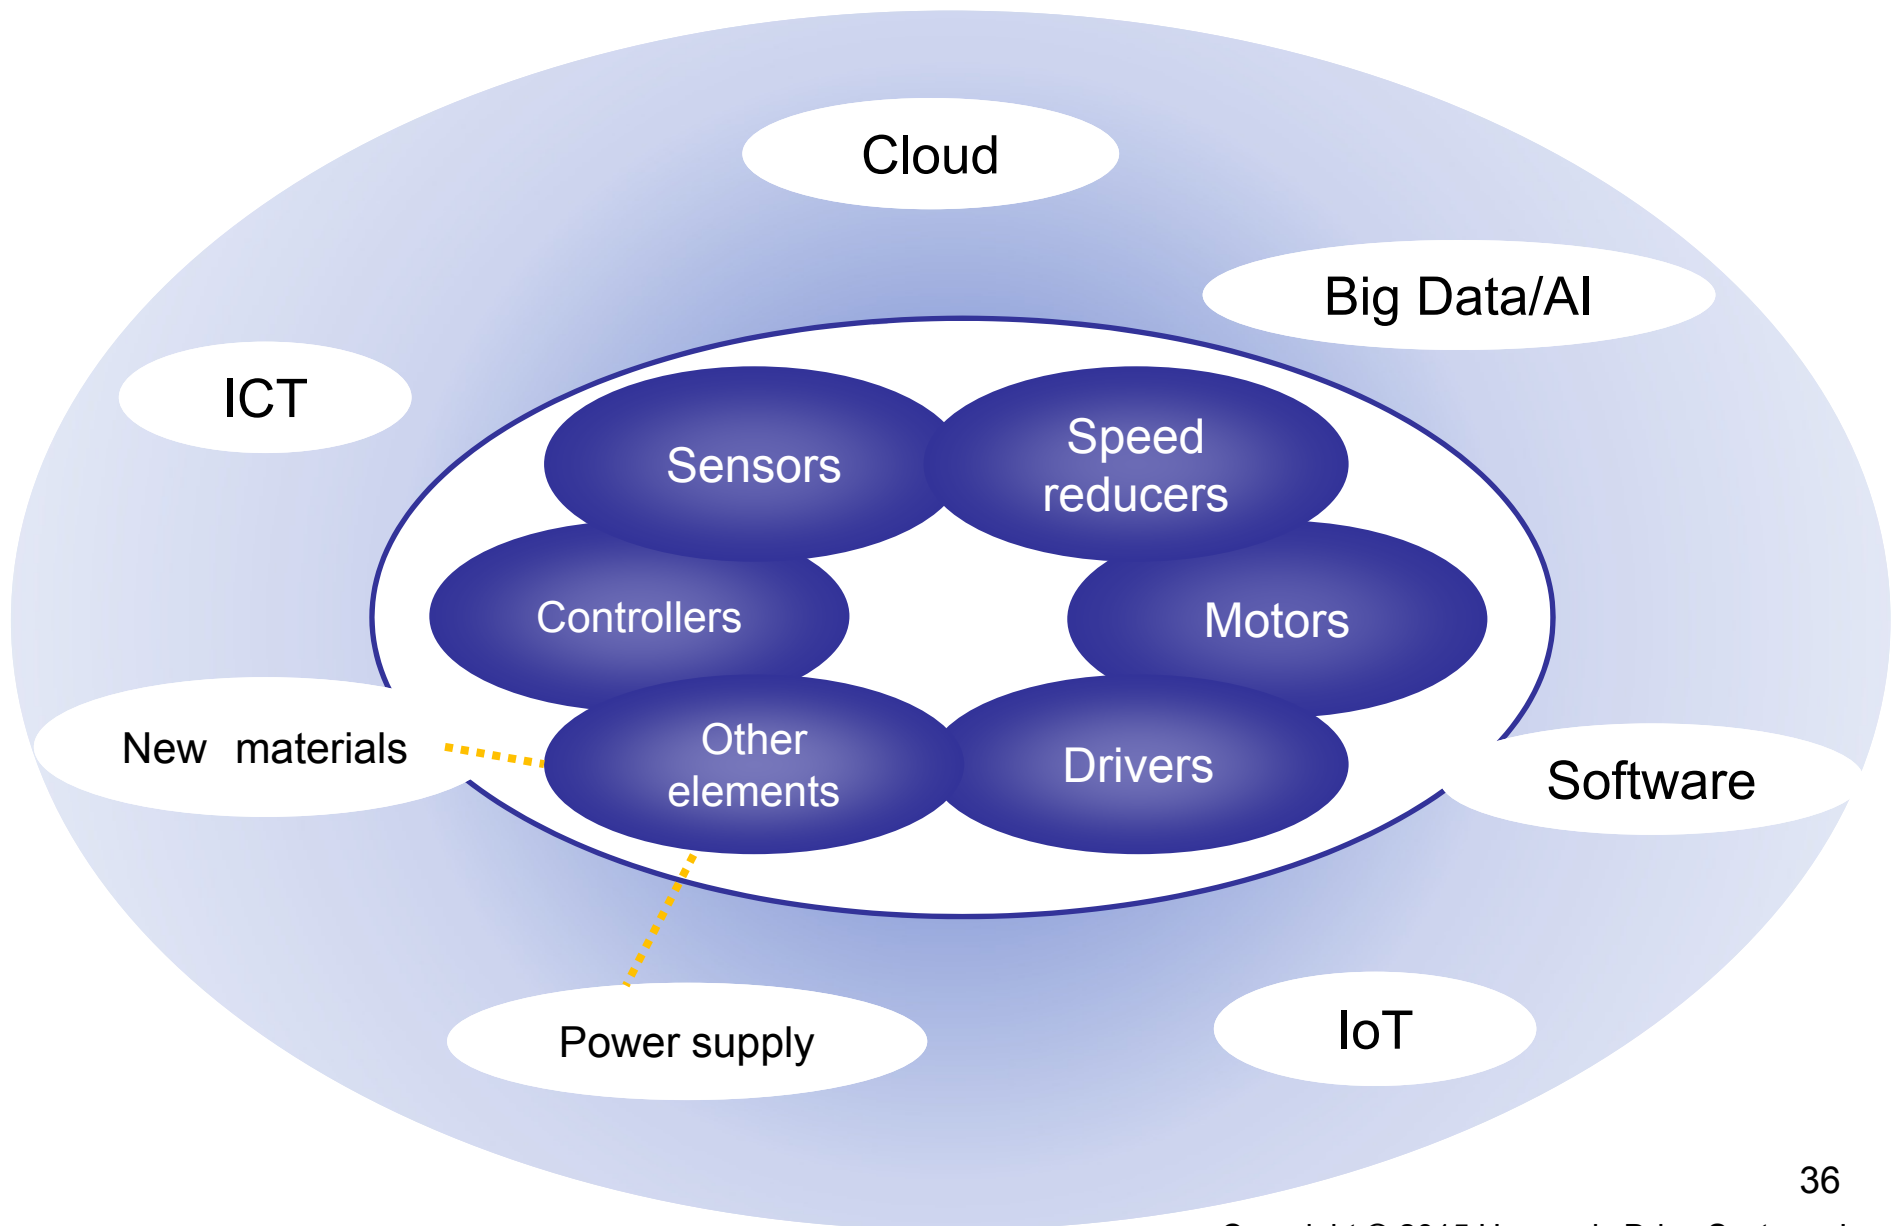 Cloud
Big Data/AI
ICT
Sensors
Speed
reducers
Controllers
Motors
New materials
Other
elements
Drivers
Software
Power supply
IoT
36